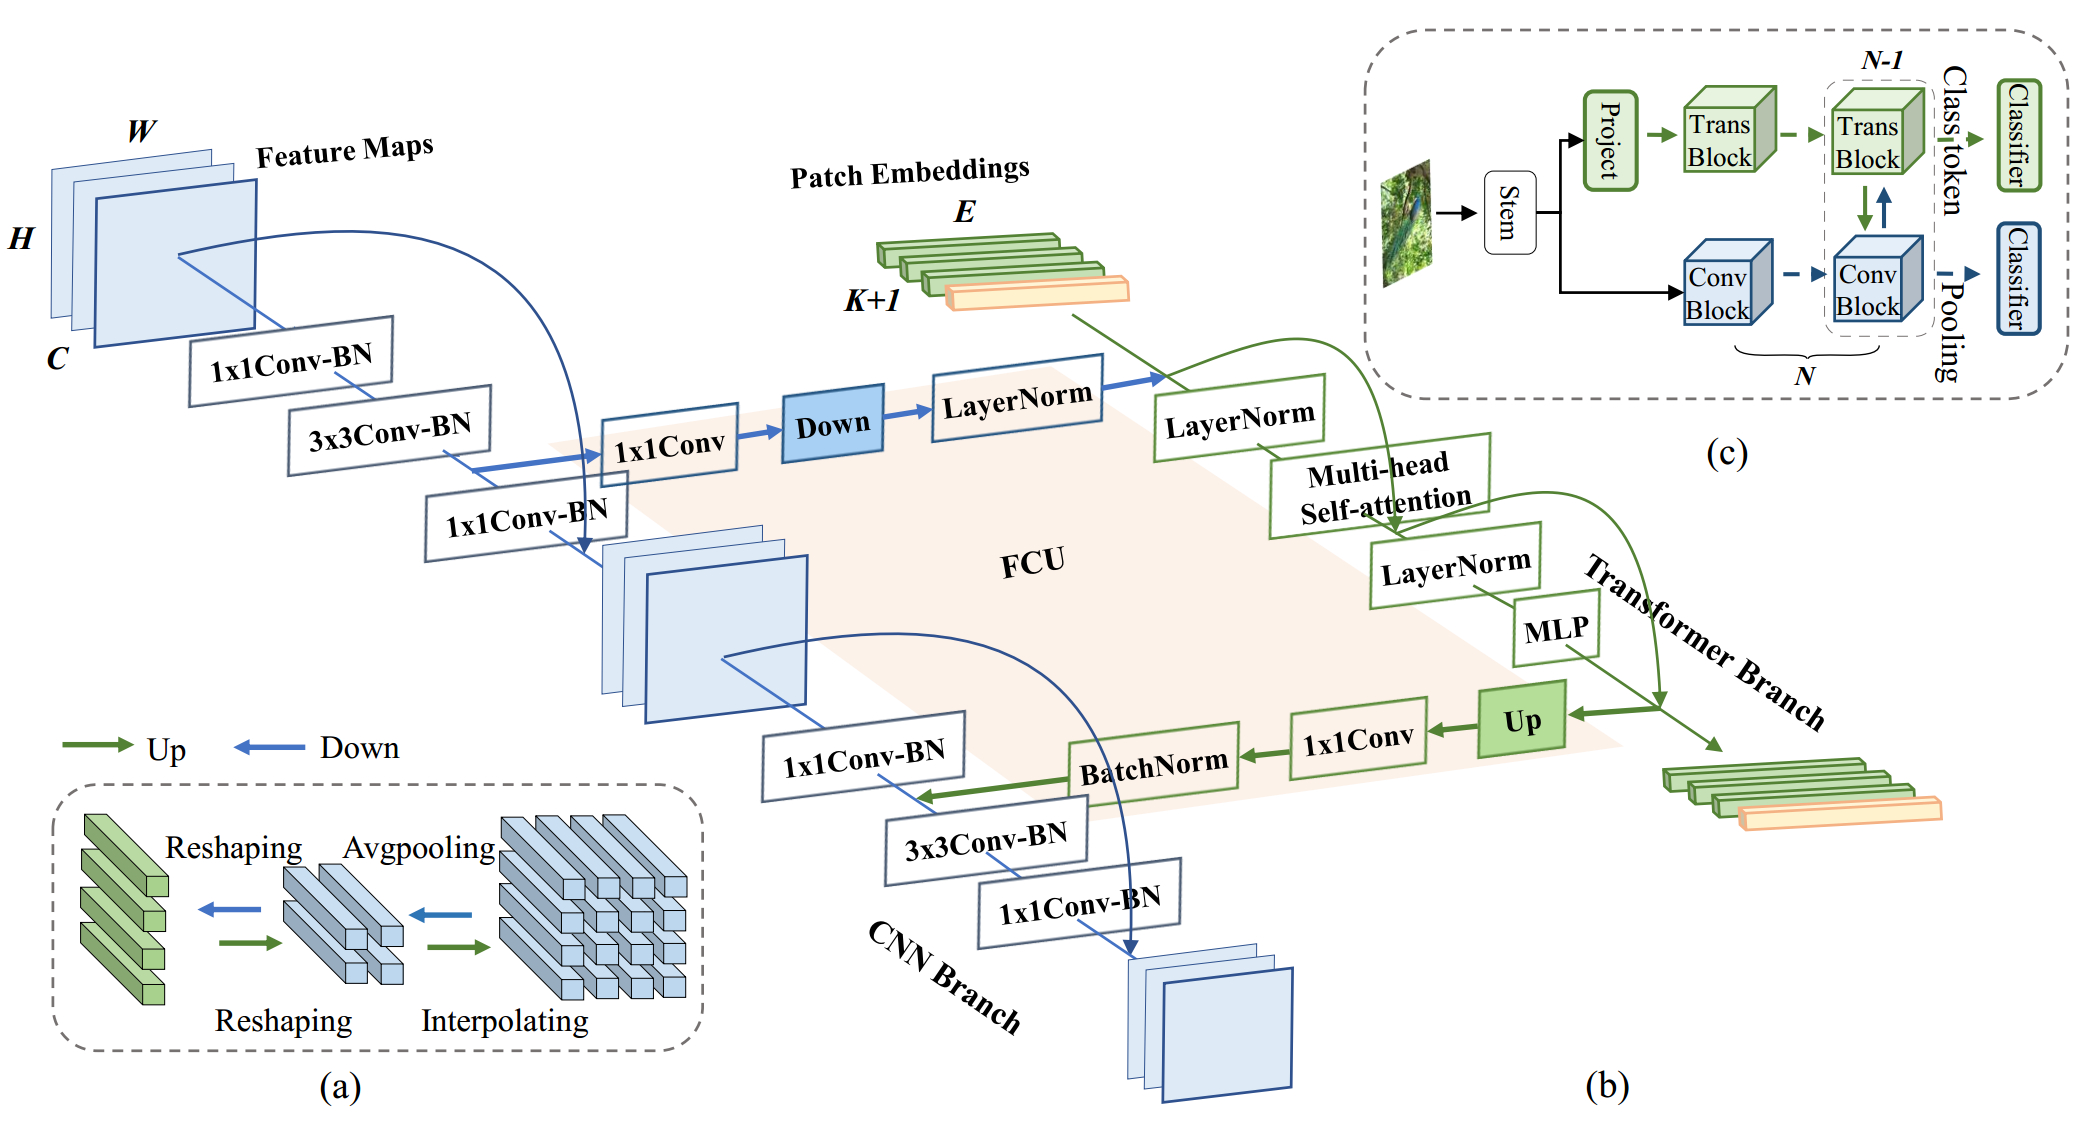 W
Feature Maps
H
C
1x1Conv-BN
3x3Conv-BN
1x1Conv-BN
1x1Conv
Down
LayerNorm
Patch Embeddings
E
K+1
LayerNorm
Multi-head
Self-attention
LayerNorm
MLP
Transformer Branch
FCU
Up
1x1Conv
BatchNorm
1x1Conv-BN
3x3Conv-BN
1x1Conv-BN
CNN Branch
(b)
Up
Down
Reshaping
Avgpooling
Reshaping
Interpolating
(a)
Stem
Project
Trans
Block
N-1
Trans
Block
Class token
Classifier
Conv
Block
Conv
Block
Pooling
Classifier
N
(c)